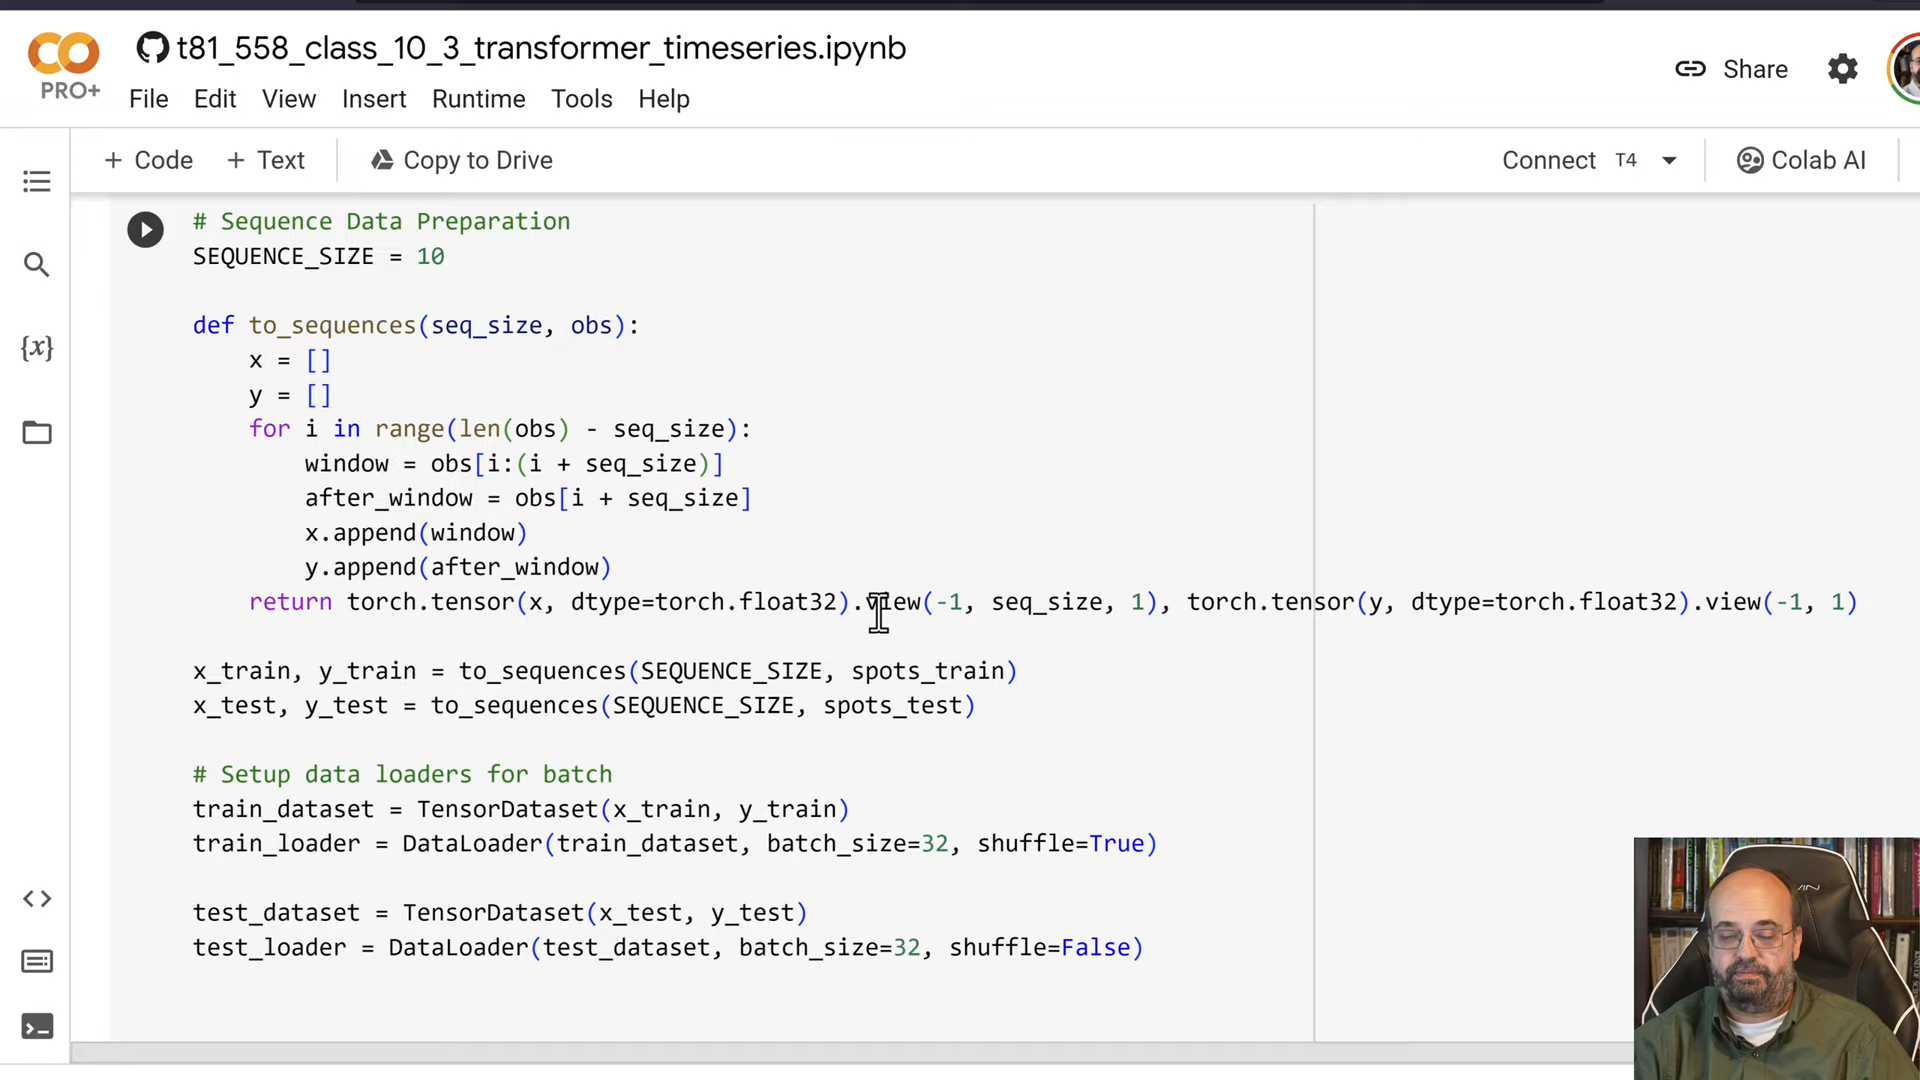 t81_558_class_10_3_transformer_timeseries.ipynb
PRO+
File Edit View Insert Runtime Tools Help
Share
+ Code + Text Copy to Drive
Connect T4
Colab AI
{x}
# Sequence Data Preparation
SEQUENCE_SIZE = 10
def to_sequences(seq_size, obs):
x = []
y = []
for i in range(len(obs) - seq_size):
window = obs[i:(i + seq_size)]
after_window = obs[i + seq_size]
x.append(window)
y.append(after_window)
return torch.tensor(x, dtype=torch.float32).view(-1, seq_size, 1), torch.tensor(y, dtype=torch.float32).view(-1, 1)
x_train, y_train = to_sequences(SEQUENCE_SIZE, spots_train)
x_test, y_test = to_sequences(SEQUENCE_SIZE, spots_test)
# Setup data loaders for batch
train_dataset = TensorDataset(x_train, y_train)
train_loader = DataLoader(train_dataset, batch_size=32, shuffle=True)
test_dataset = TensorDataset(x_test, y_test)
test_loader = DataLoader(test_dataset, batch_size=32, shuffle=False)